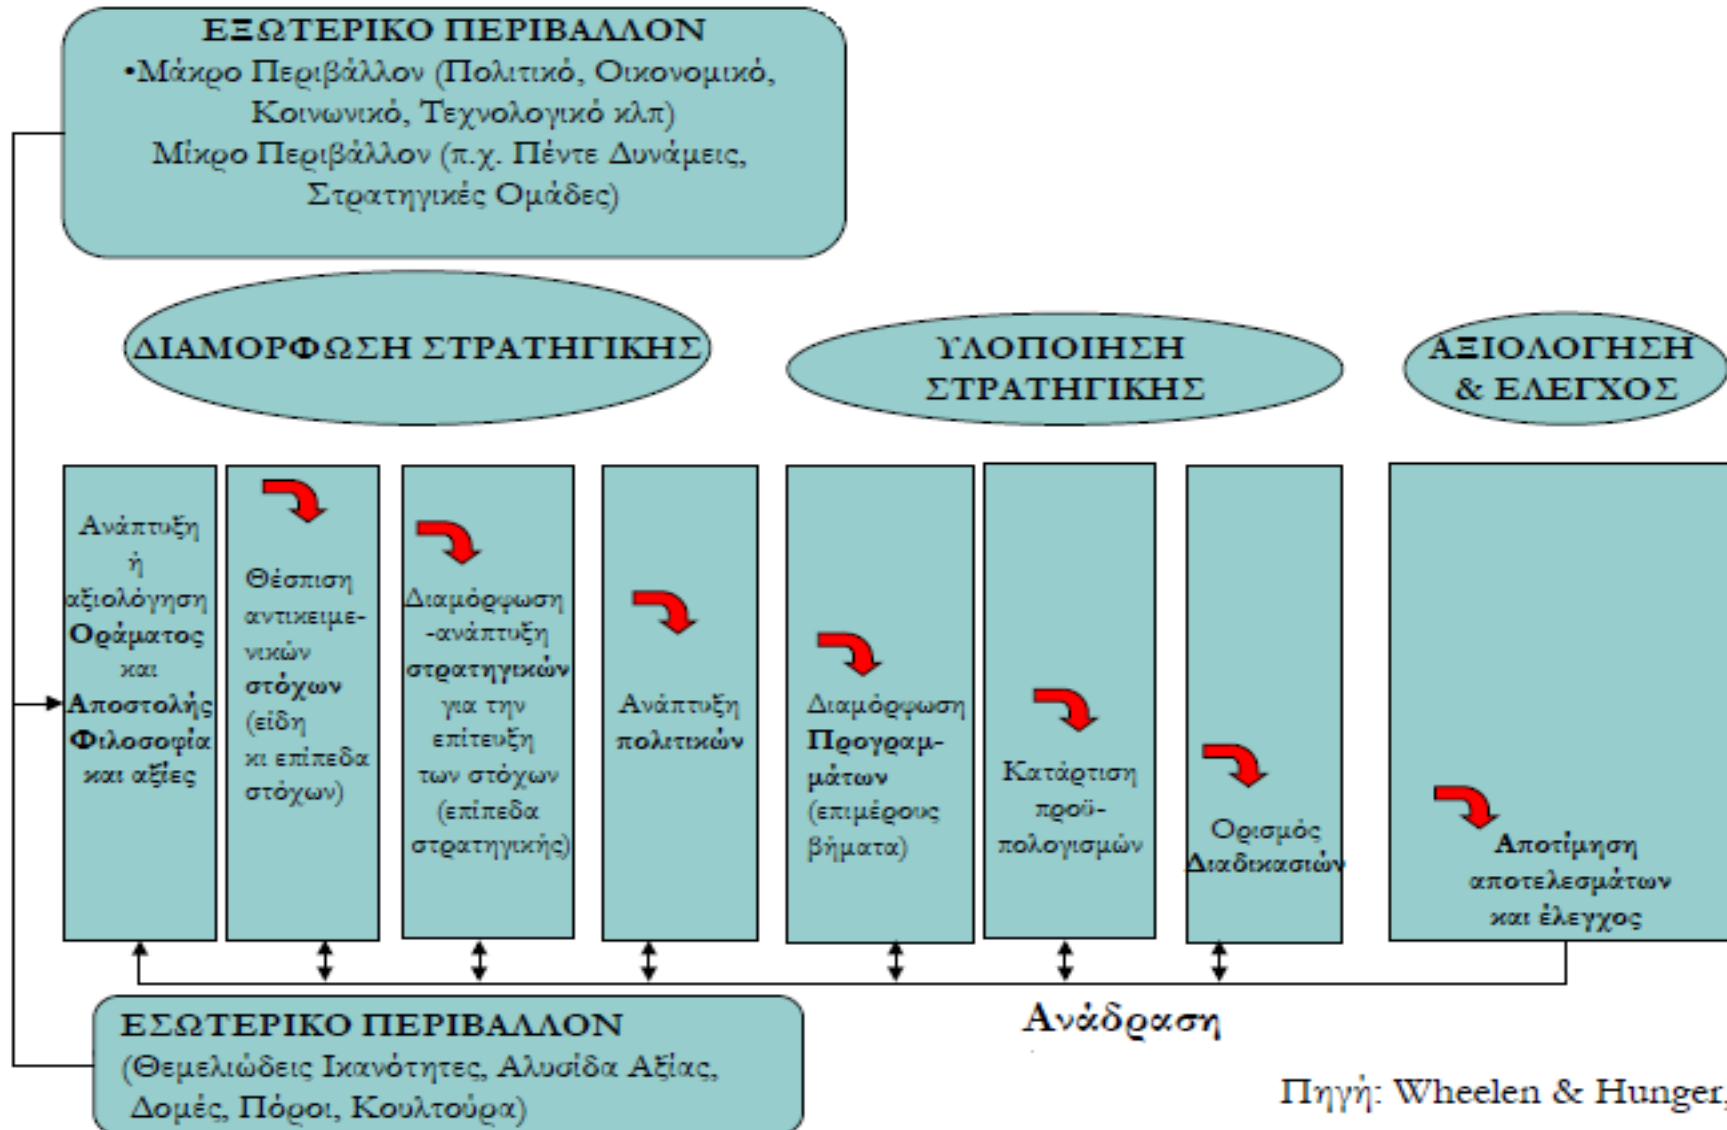 ΕΞΩΤΕΡΙΚΟ ΠΕΡΙΒΑΛΛΟΝ
•Μάκρο Περιβάλλον (Πολιτικό, Οικονομικό,
Κοινωνικό, Τεχνολογικό κλπ)
Μίκρο Περιβάλλον (π.χ. Πέντε Δυνάμεις,
Στρατηγικές Ομάδες)
ΔΙΑΜΟΡΦΩΣΗ ΣΤΡΑΤΗΓΙΚΗΣ
ΥΛΟΠΟΙΗΣΗ
ΣΤΡΑΤΗΓΙΚΗΣ
ΑΞΙΟΛΟΓΗΣΗ
& ΕΛΕΓΧΟΣ
Ανάπτυξη
ή
αξιολόγηση
Οράματος
και
Αποστολής
Φιλοσοφία
και αξίες
Θέσπιση
αντικειμε-
νικών
στόχων
(είδη
κι επίπεδα
στόχων)
Διαμόρφωση
-ανάπτυξη
στρατηγικών
για την
επίτευξη
των στόχων
(επίπεδα
στρατηγικής)
Ανάπτυξη
πολιτικών
Διαμόρφωση
Προγραμ-
μάτων
(επιμέρους
βήματα)
Κατάρτιση
προϋ-
πολογισμών
Ορισμός
Διαδικασιών
Αποτίμηση
αποτελεσμάτων
και έλεγχος
Ανάδραση
ΕΣΩΤΕΡΙΚΟ ΠΕΡΙΒΑΛΛΟΝ
(Θεμελιώδεις Ικανότητες, Αλυσίδα Αξίας,
Δομές, Πόροι, Κουλτούρα)
Πηγή: Wheelen & Hunger,